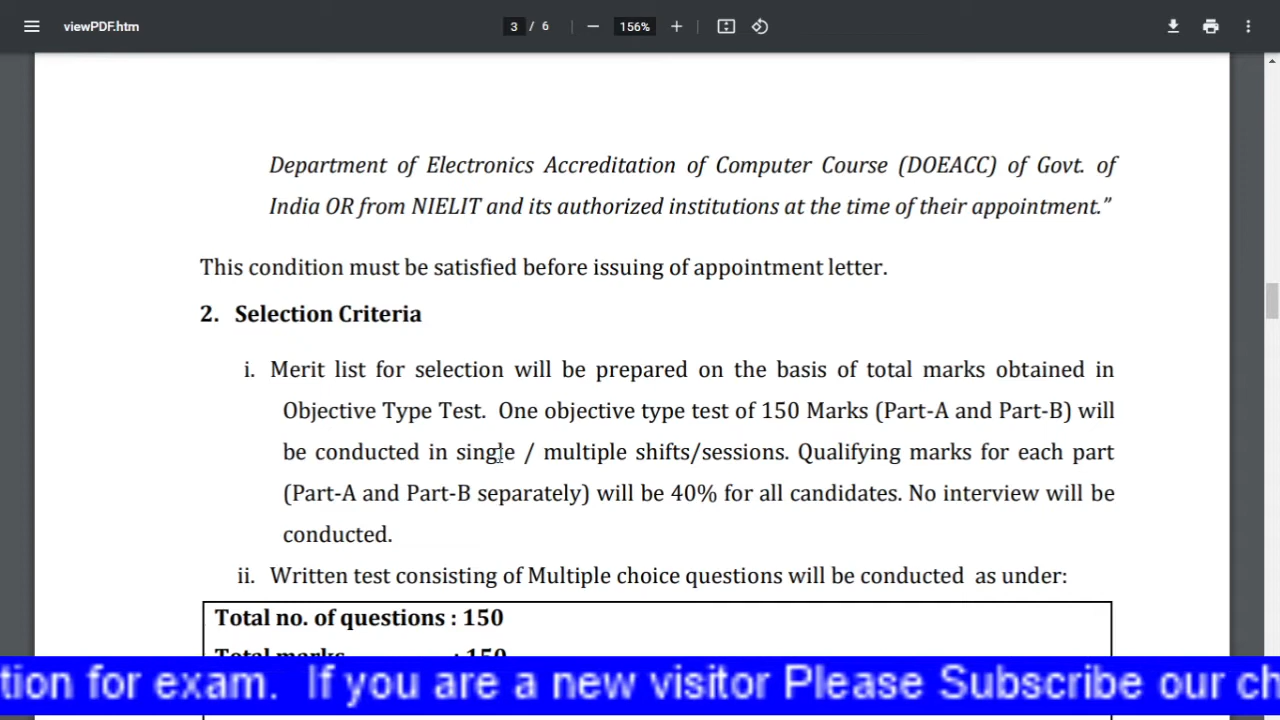 viewPDF.htm
3 / 6
156%
Department of Electronics Accreditation of Computer Course (DOEACC) of Govt. of
India OR from NIELIT and its authorized institutions at the time of their appointment.”
This condition must be satisfied before issuing of appointment letter.
2. Selection Criteria
i. Merit list for selection will be prepared on the basis of total marks obtained in
Objective Type Test. One objective type test of 150 Marks (Part-A and Part-B) will
be conducted in single / multiple shifts/sessions. Qualifying marks for each part
(Part-A and Part-B separately) will be 40% for all candidates. No interview will be
conducted.
ii. Written test consisting of Multiple choice questions will be conducted as under:
Total no. of questions : 150
Total marks : 150
tion for exam. If you are a new visitor Please Subscribe our ch